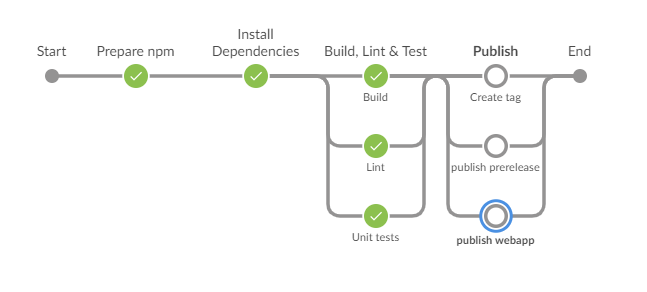 Start
Prepare npm
Install
Dependencies
Build, Lint & Test
Publish
End
Build
Create tag
Lint
publish prerelease
Unit tests
publish webapp